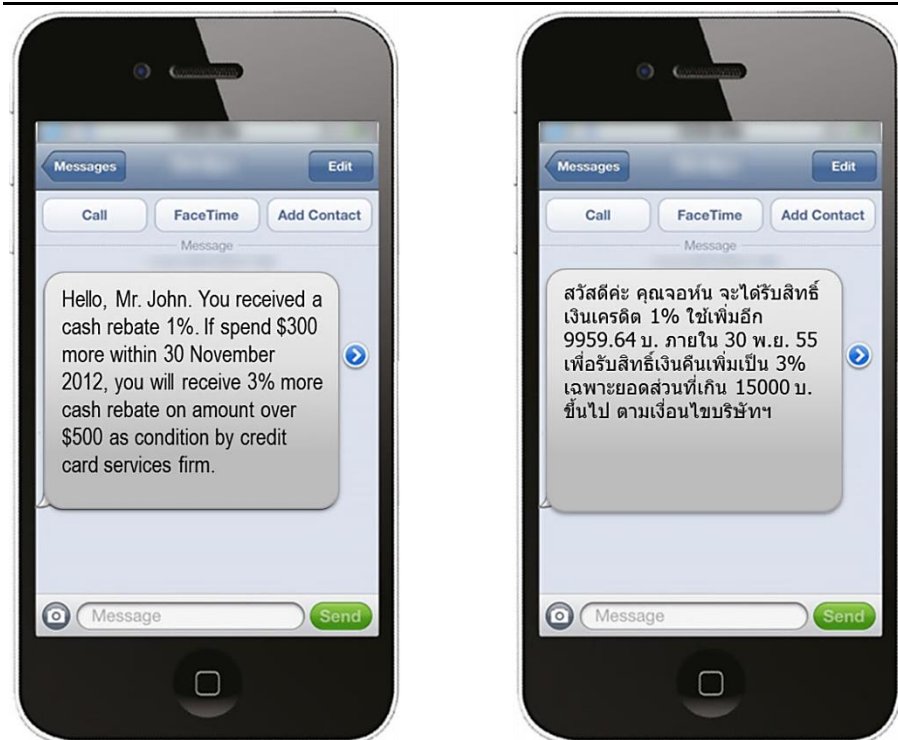 Messages
Edit
Call FaceTime Add Contact
Message
Hello, Mr. John. You received a
cash rebate 1%. If spend $300
more within 30 November
2012, you will receive 3% more
cash rebate on amount over
$500 as condition by credit
card services firm.
Message Send
Messages
Edit
Call FaceTime Add Contact
Message
สวัสดีค่ะ คุณจอห์น จะได้รับสิทธิ์
เงินเครดิต 1% ใช้เพิ่มอีก
9959.64 บ. ภายใน 30 พ.ย. 55
เพื่อรับสิทธิ์เงินคืนเพิ่มเป็น 3%
เฉพาะยอดส่วนที่เกิน 15000 บ.
ขึ้นไป ตามเงื่อนไขบริษัทฯ
Message Send